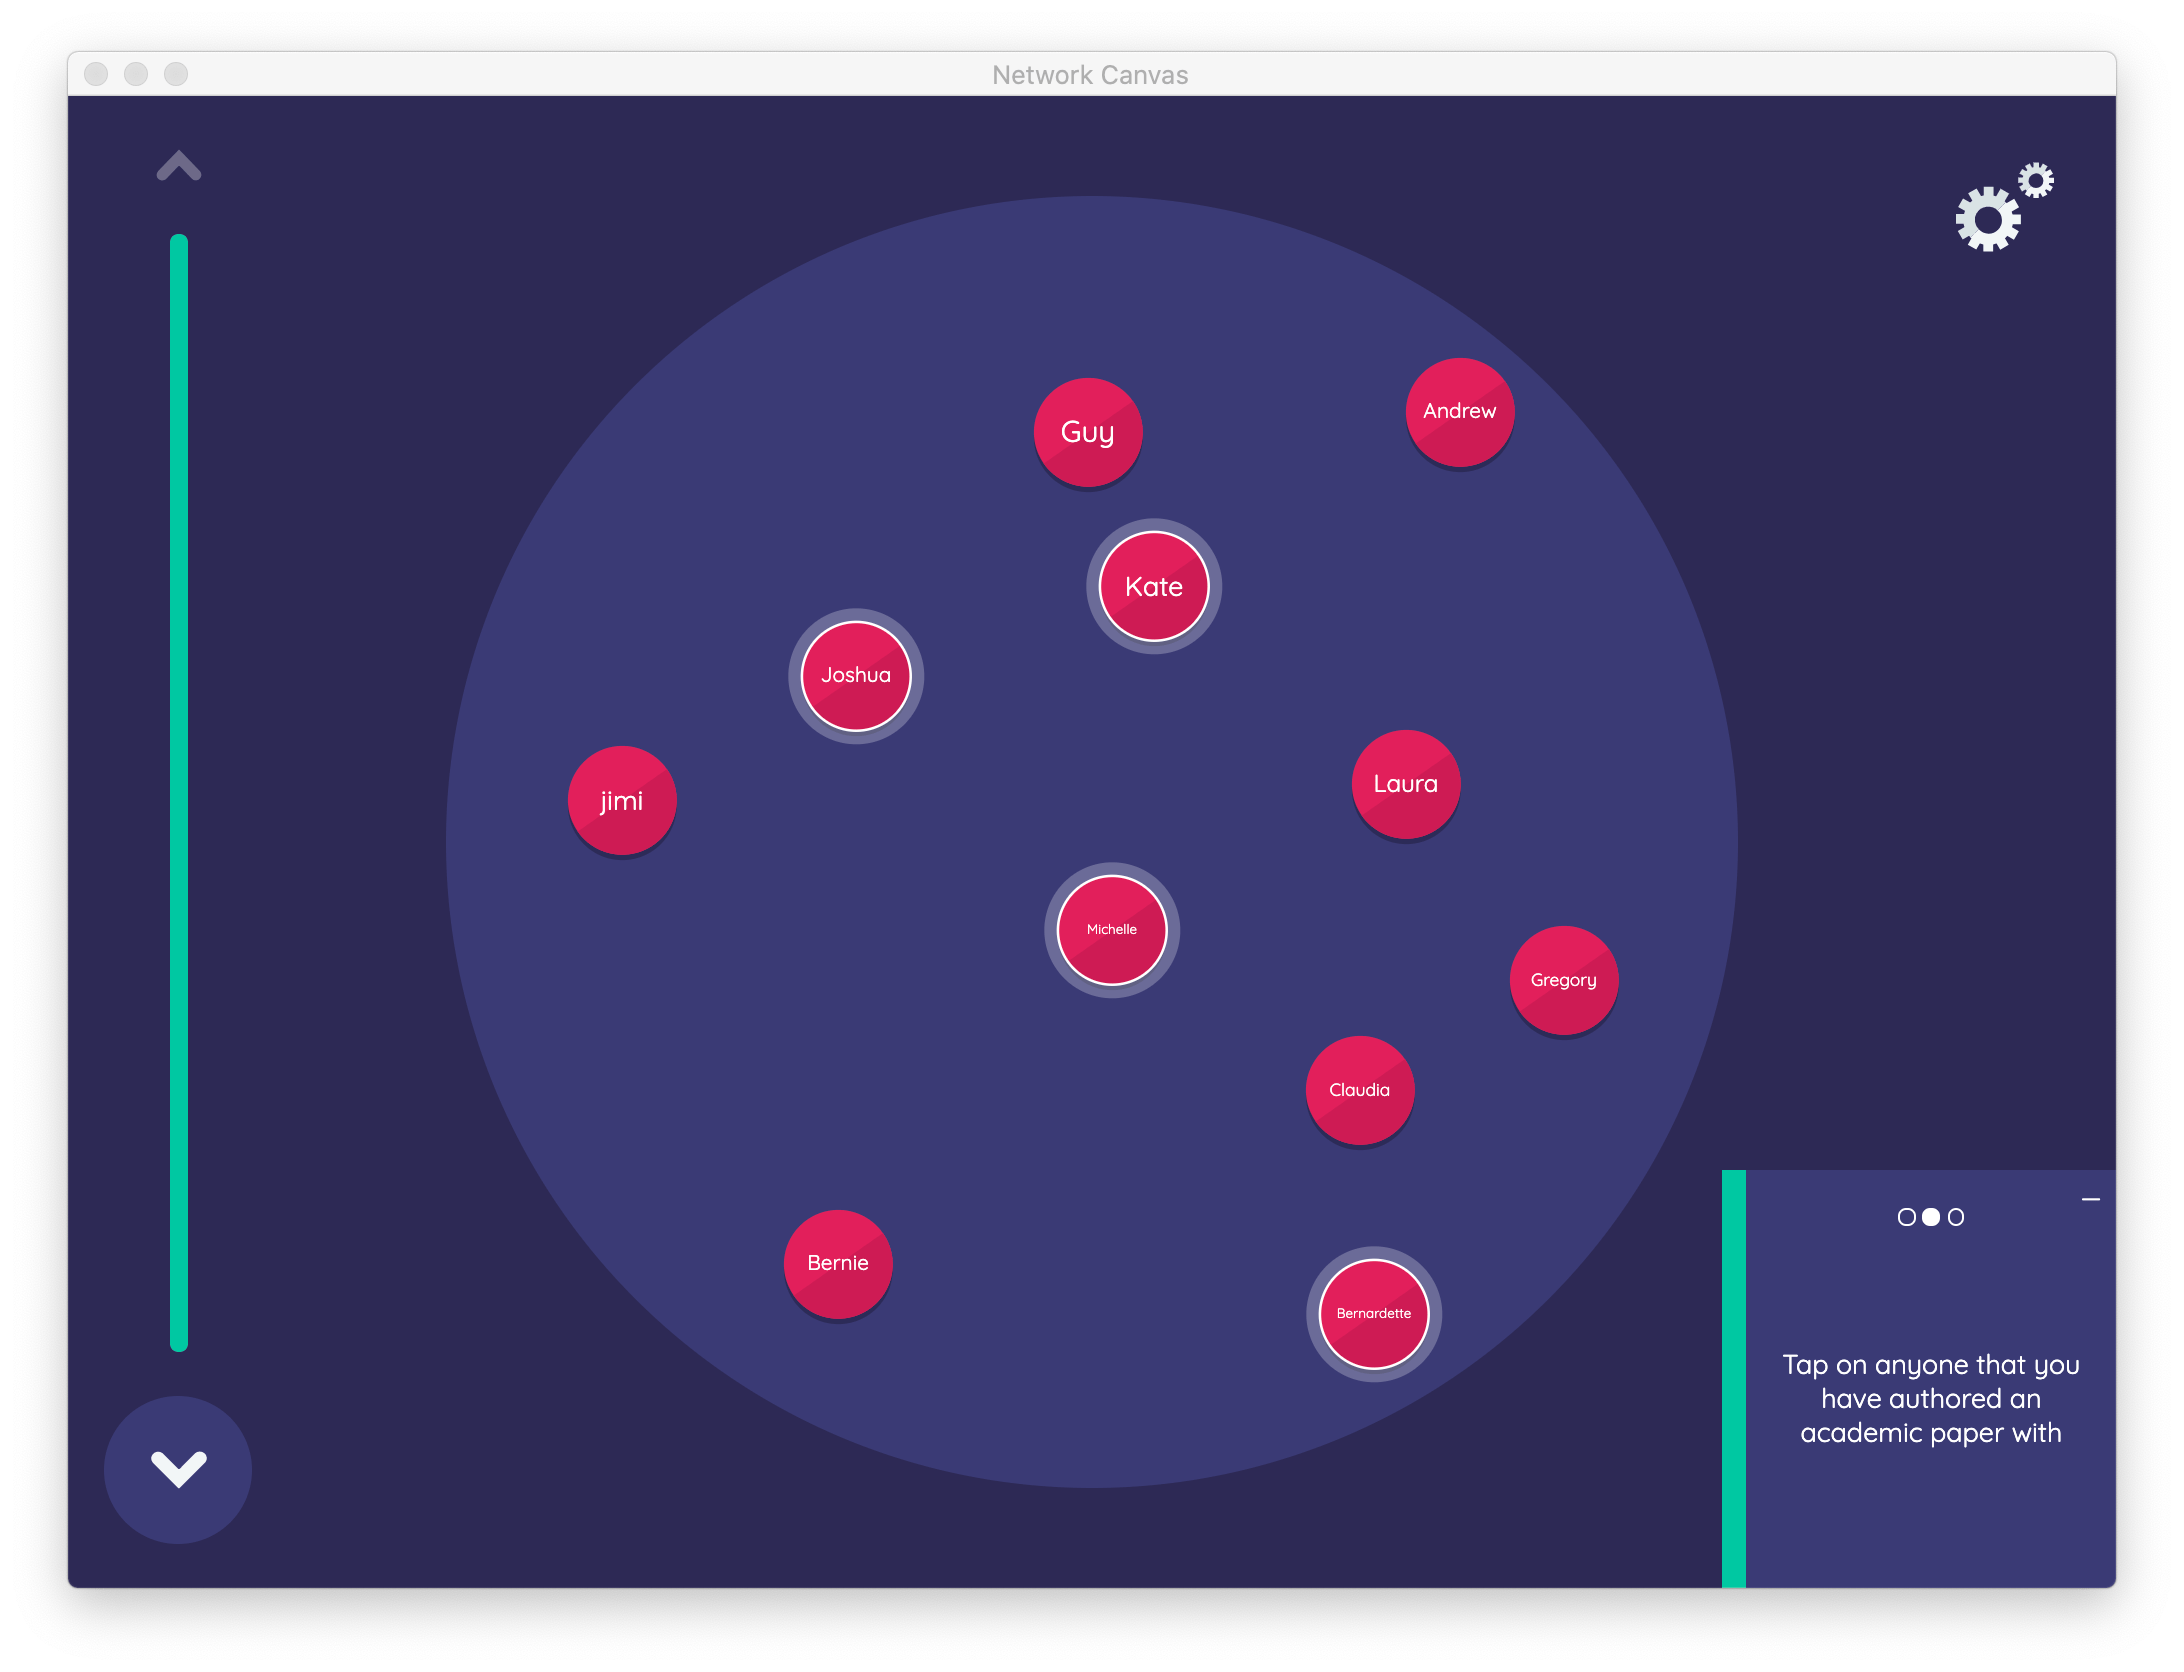 Network Canvas
Andrew
Guy
Kate
Joshua
Laura
jimi
Michelle
Gregory
Claudia
Bernie
Bernardette
Tap on anyone that you
have authored an
academic paper with